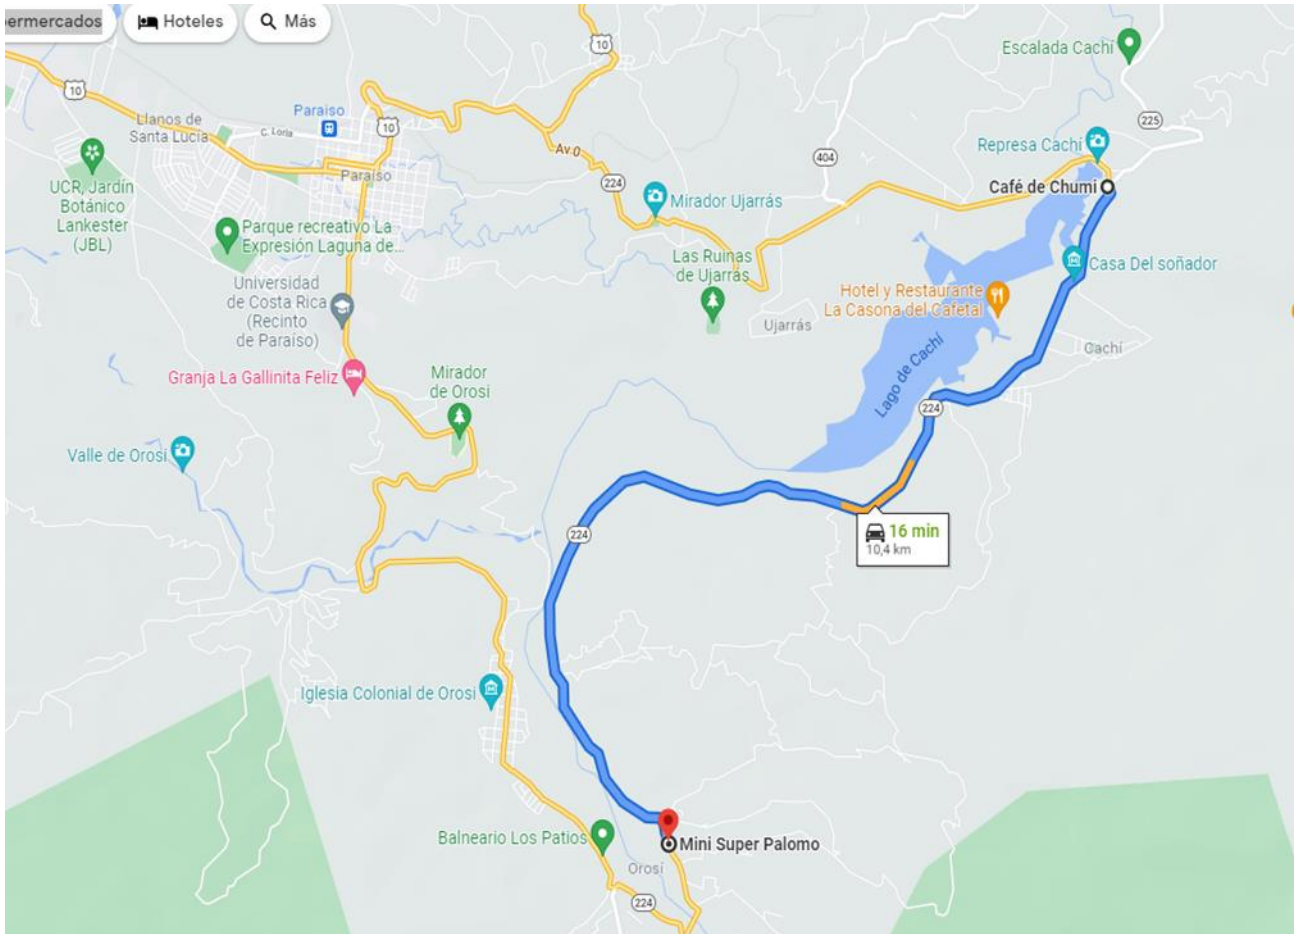 ermercados
Hoteles
Más
10
Escalada Cachí
10
Llanos de
Santa Lucía
Paraiso
C. Loria
10
225
Represa Cachí
Av 0
404
UCR, Jardín
Botánico
Lankester
(JBL)
Paraíso
224
Café de Chumi
Mirador Ujarrás
Parque recreativo La
Expresión Laguna de...
Las Ruinas
de Ujarrás
Casa Del soñador
Universidad
de Costa Rica
(Recinto
de Paraíso)
Hotel y Restaurante
La Casona del Cafetal
Ujarrás
Cachí
Lago de Cachí
Granja La Gallinita Feliz
Mirador
de Orosi
224
Valle de Orosi
224
16 min
10,4 km
Iglesia Colonial de Orosi
Balneario Los Patios
Mini Super Palomo
Orosí
224